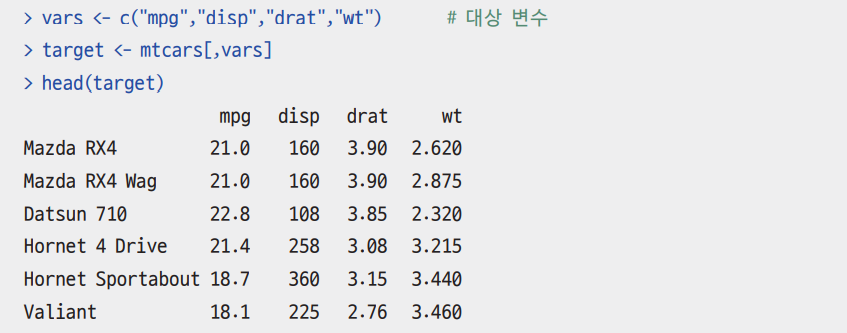 > vars <- c("mpg","disp","drat","wt") # 대상 변수
> target <- mtcars[,vars]
> head(target)
mpg disp drat wt
Mazda RX4 21.0 160 3.90 2.620
Mazda RX4 Wag 21.0 160 3.90 2.875
Datsun 710 22.8 108 3.85 2.320
Hornet 4 Drive 21.4 258 3.08 3.215
Hornet Sportabout 18.7 360 3.15 3.440
Valiant 18.1 225 2.76 3.460